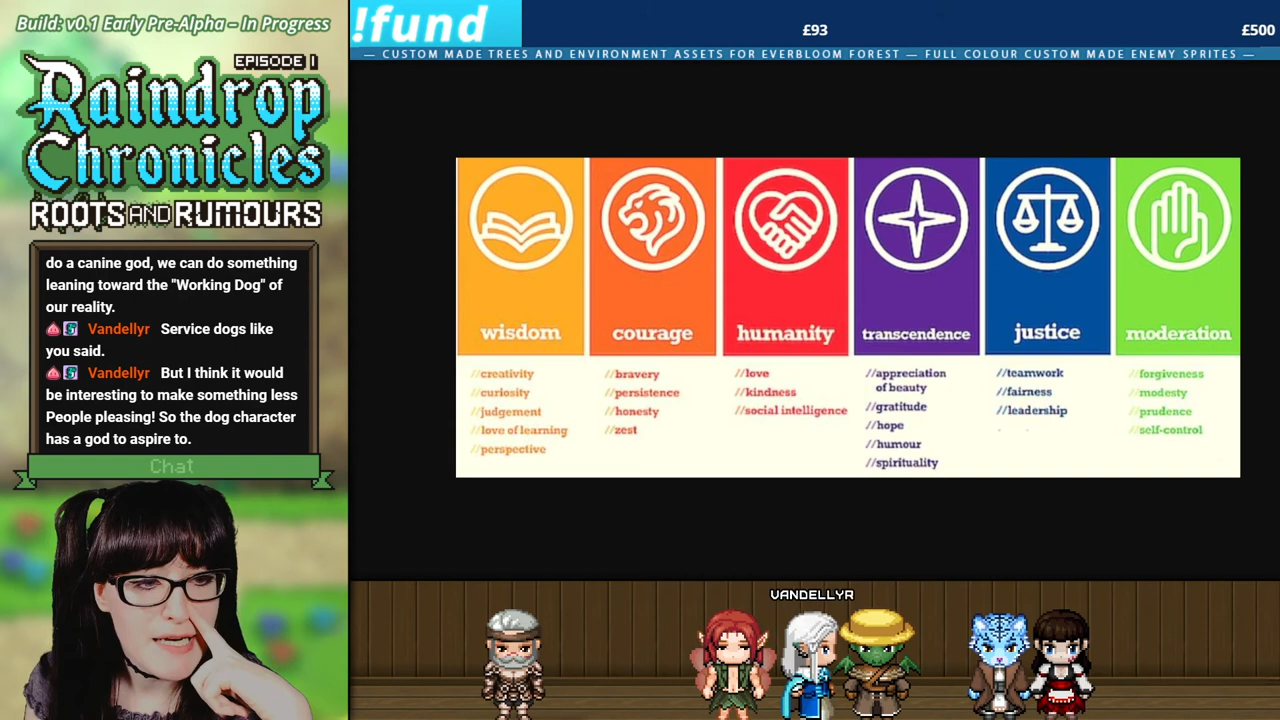 Build: v0.1 Early Pre-Alpha – In Progress
EPISODE I
Raindrop
Chronicles
ROOTS AND RUMOURS
do a canine god, we can do something
leaning toward the "Working Dog" of
our reality.
Vandellyr Service dogs like
you said.
Vandellyr But I think it would
be interesting to make something less
People pleasing! So the dog character
has a god to aspire to.
Chat
!fund
£93
£500
— CUSTOM MADE TREES AND ENVIRONMENT ASSETS FOR EVERBLOOM FOREST — FULL COLOUR CUSTOM MADE ENEMY SPRITES —
wisdom
//creativity
//curiosity
//judgement
//love of learning
//perspective
courage
//bravery
//persistence
//honesty
//zest
humanity
//love
//kindness
//social intelligence
transcendence
//appreciation
of beauty
//gratitude
//hope
//humour
//spirituality
justice
//teamwork
//fairness
//leadership
moderation
//forgiveness
//modesty
//prudence
//self-control
VANDELLYR